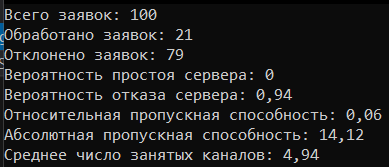 Всего заявок: 100
Обработано заявок: 21
Отклонено заявок: 79
Вероятность простоя сервера: 0
Вероятность отказа сервера: 0,94
Относительная пропускная способность: 0,06
Абсолютная пропускная способность: 14,12
Среднее число занятых каналов: 4,94